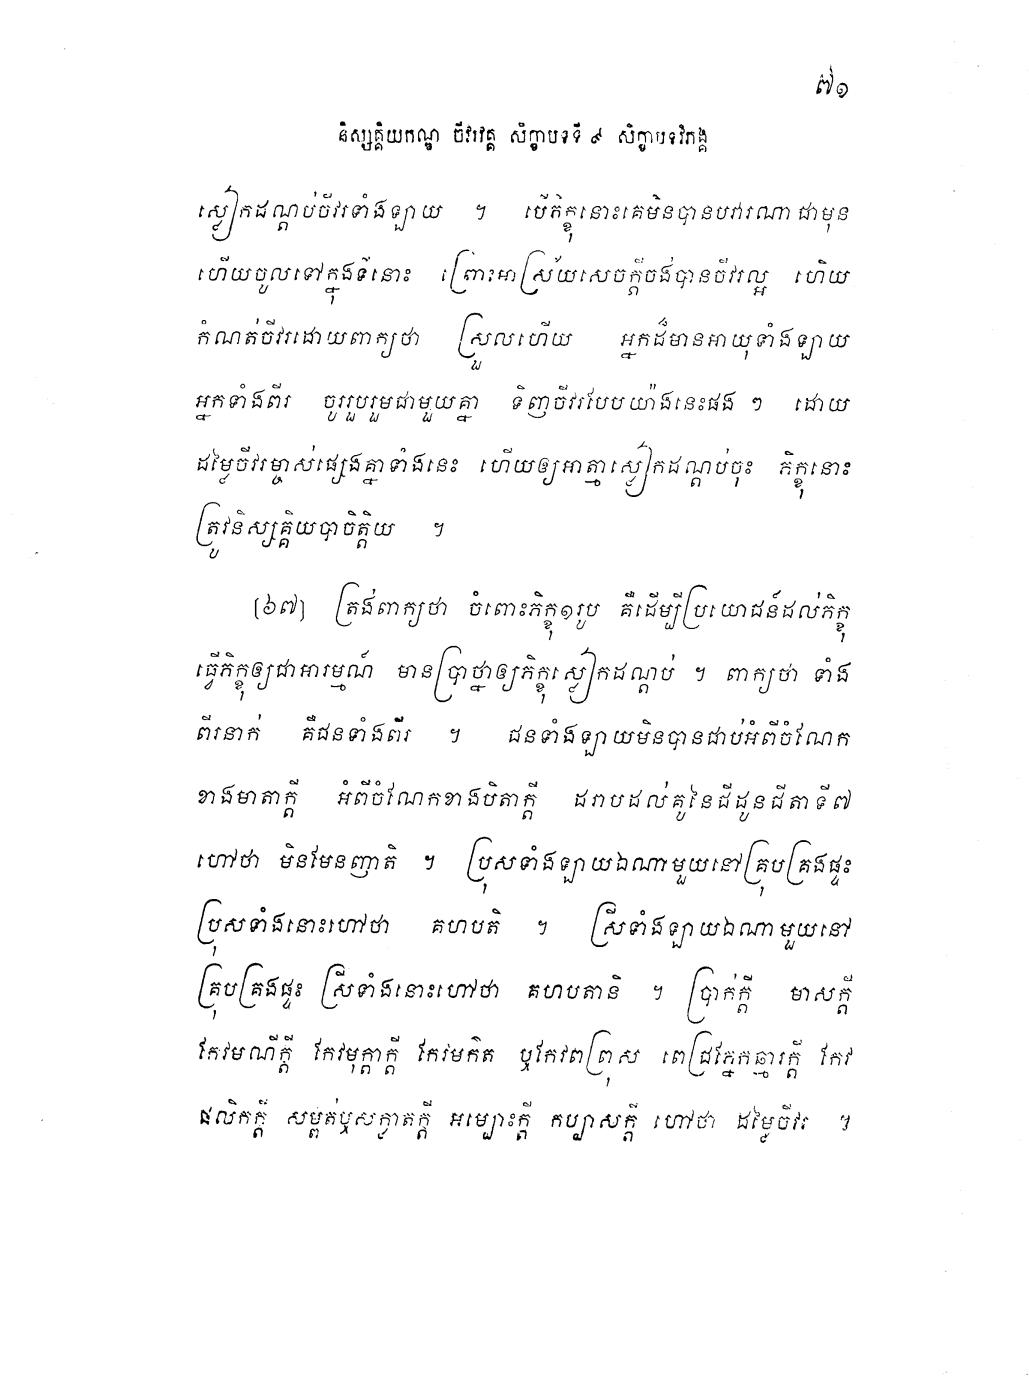 ៧១
និស្សគ្គិយកណ្ឌ ចីវរវគ្គ សិក្ខាបទទី ៩ សិក្ខាបទវិភង្គ
ស្លៀកដណ្តប់ចីវរទាំងឡាយ ។ បើភិក្ខុនោះគេមិនបានបវារណាជាមុន
ហើយចូលទៅក្នុងទីនោះ ព្រោះអាស្រ័យសេចក្តីចង់បានចីវរល្អ ហើយ
កំណត់ចីវរដោយពាក្យថា ស្រួលហើយ អ្នកដ៏មានអាយុទាំងឡាយ
អ្នកទាំងពីរ ចូររួបរួមជាមួយគ្នា ទិញចីវរបែបយ៉ាងនេះផង ៗ ដោយ
ដម្លៃចីវរម្ចាស់ផ្សេងគ្នាទាំងនេះ ហើយឲ្យអាត្មាស្លៀកដណ្តប់ចុះ ភិក្ខុនោះ
ត្រូវនិស្សគ្គិយបាចិត្តិយ ។
(៦៧) ត្រង់ពាក្យថា ចំពោះភិក្ខុ១រូប គឺដើម្បីប្រយោជន៍ដល់ភិក្ខុ
ធ្វើភិក្ខុឲ្យជាអារម្មណ៍ មានប្រាថ្នាឲ្យភិក្ខុស្លៀកដណ្តប់ ។ ពាក្យថា ទាំង
ពីរនាក់ គឺជនទាំងពីរ ។ ជនទាំងឡាយមិនបានជាប់អំពីចំណែក
ខាងមាតាក្តី អំពីចំណែកខាងបិតាក្តី ដរាបដល់គូនៃជីដូនជីតាទី៧
ហៅថា មិនមែនញាតិ ។ ប្រុសទាំងឡាយឯណាមួយនៅគ្រុបគ្រងផ្ទះ
ប្រុសទាំងនោះហៅថា គហបតិ ។ ស្រីទាំងឡាយឯណាមួយនៅ
គ្រុបគ្រងផ្ទះ ស្រីទាំងនោះហៅថា គហបតានិ ។ ប្រាក់ក្តី មាសក្តី
កែវមណីក្តី កែវមុក្តាក្តី កែវមកិត ឬកែវពព្រុស ពេជ្រភ្នែកឆ្មារក្តី កែវ
ផលិកក្តី សម្ពត់ឬសក្ខាតក្តី អម្បោះក្តី កប្បាសក្តី ហៅថា ដម្លៃចីវរ ។